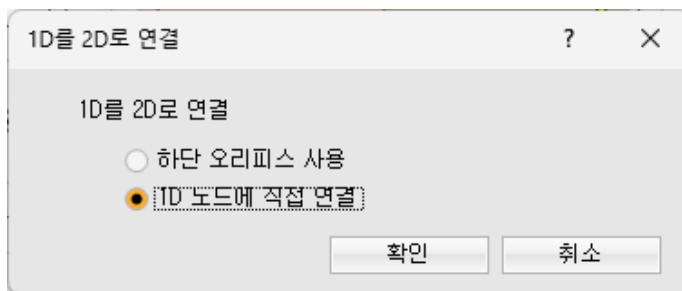 1D를 2D로 연결 ?
1D를 2D로 연결
하단 오리피스 사용
1D 노드에 직접 연결
확인 취소